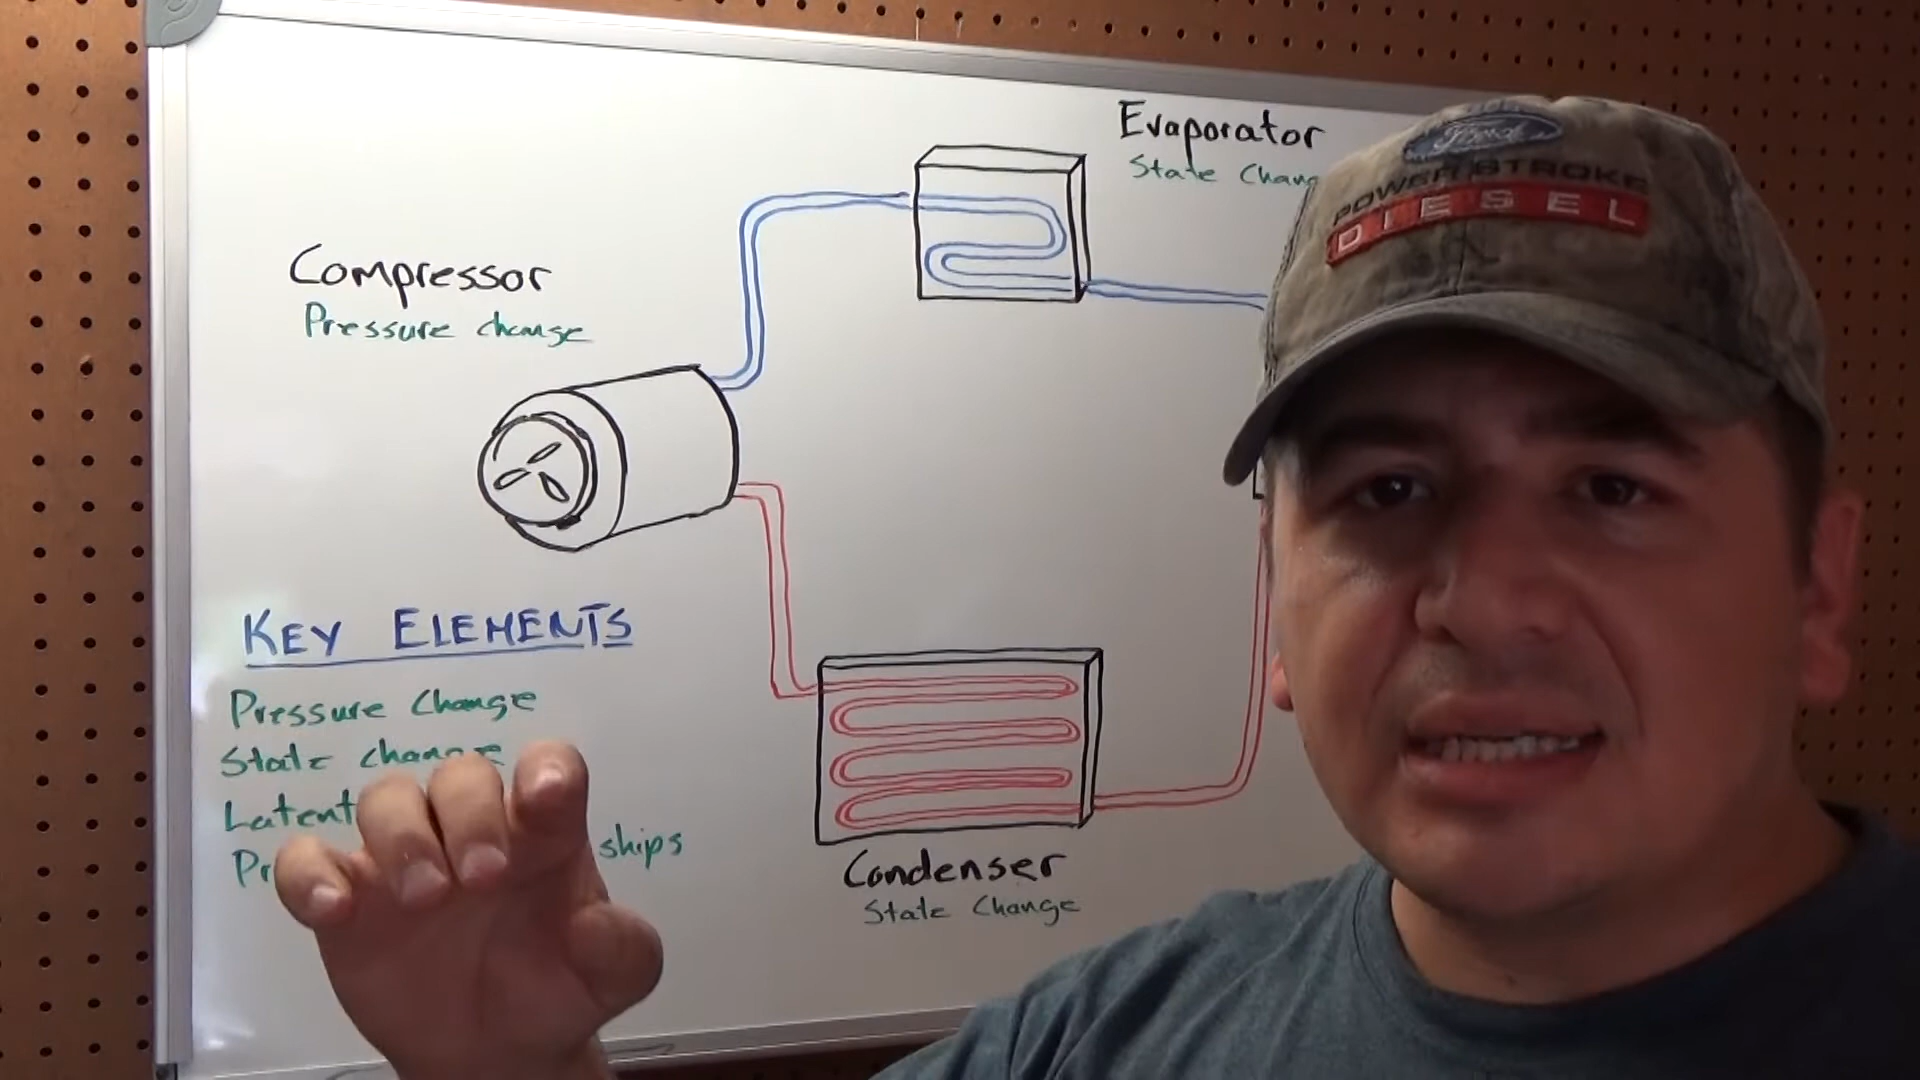 Evaporator
State Chang
Compressor
Pressure change
KEY ELEMENTS
Pressure Change
State change
Latent
Pr ships
Condenser
State Change
Ford
POWER STROKE
DIESEL